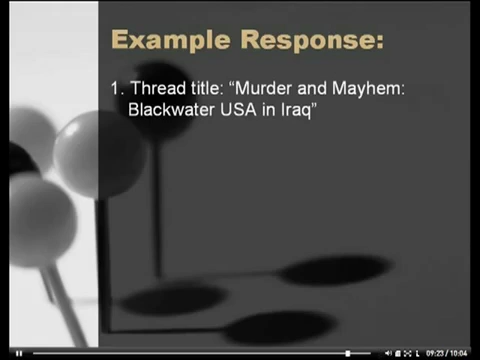 Example Response:
1. Thread title: “Murder and Mayhem:
Blackwater USA in Iraq”
09:23 / 10:04